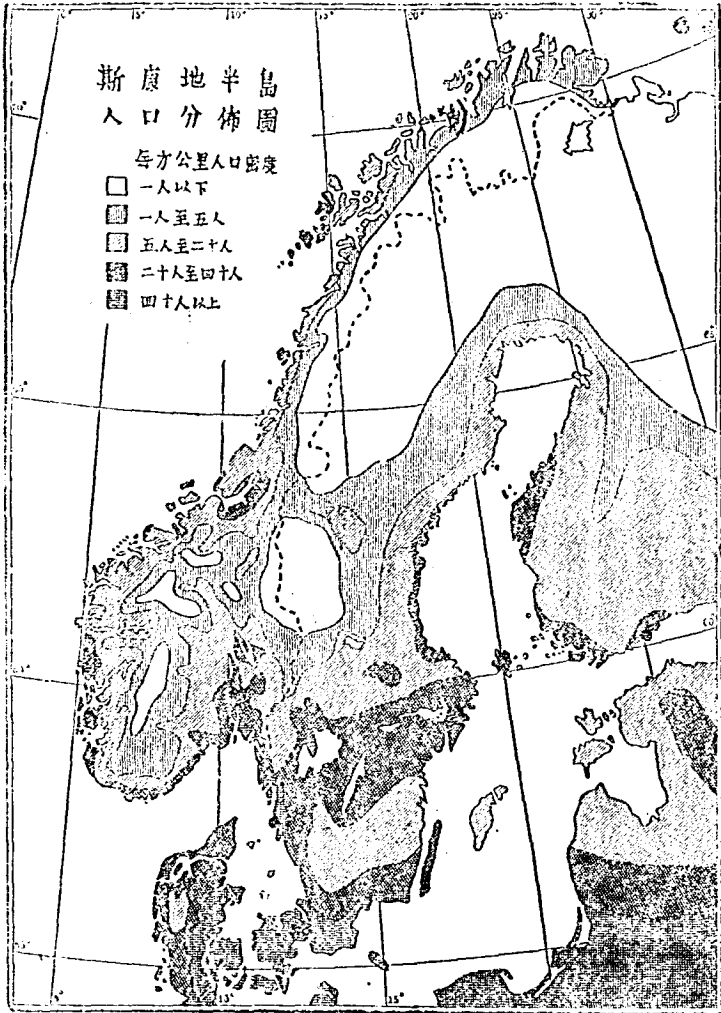 斯康地半島
人口分佈圖
每方公里人口密度
一人以下
一人至五人
五人至二十人
二十人至四十人
四十人以上